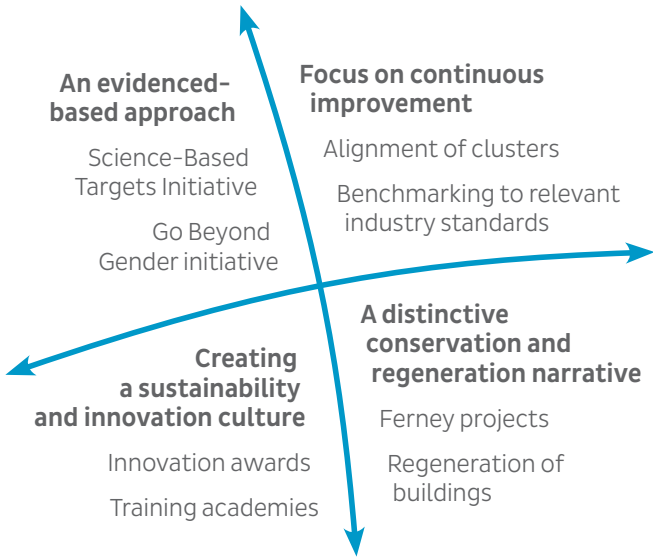 An evidenced-
based approach
Science-Based
Targets Initiative
Go Beyond
Gender initiative
Focus on continuous
improvement
Alignment of clusters
Benchmarking to relevant
industry standards
Creating
a sustainability
and innovation culture
Innovation awards
Training academies
A distinctive
conservation and
regeneration narrative
Ferney projects
Regeneration of
buildings